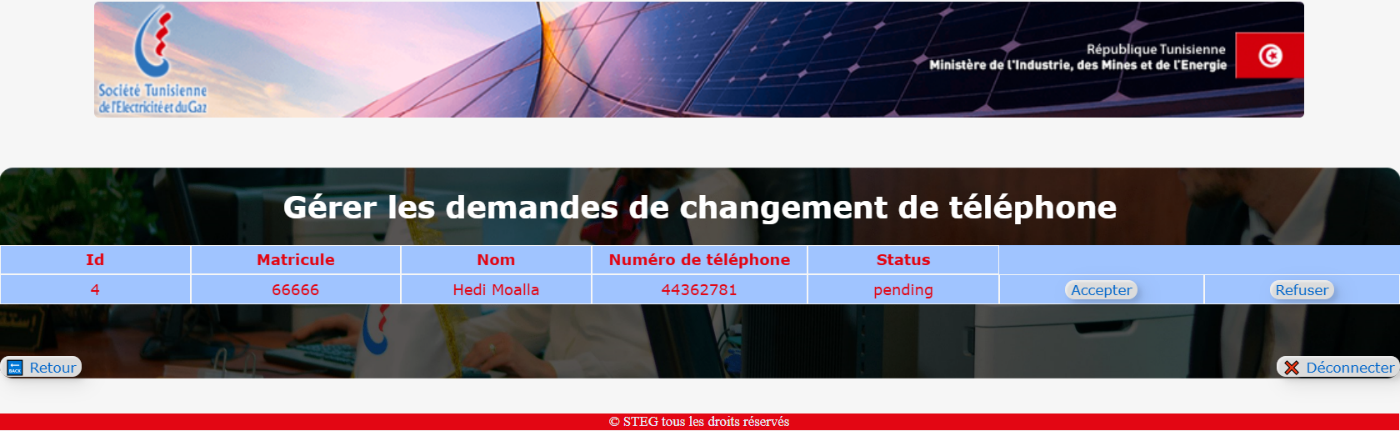 Société Tunisienne
de l'Electricité et du Gaz
République Tunisienne
Ministère de l'Industrie, des Mines et de l'Energie
Gérer les demandes de changement de téléphone
Id Matricule Nom Numéro de téléphone Status
4 66666 Hedi Moalla 44362781 pending Accepter Refuser
BACK Retour Déconnecter
© STEG tous les droits réservés